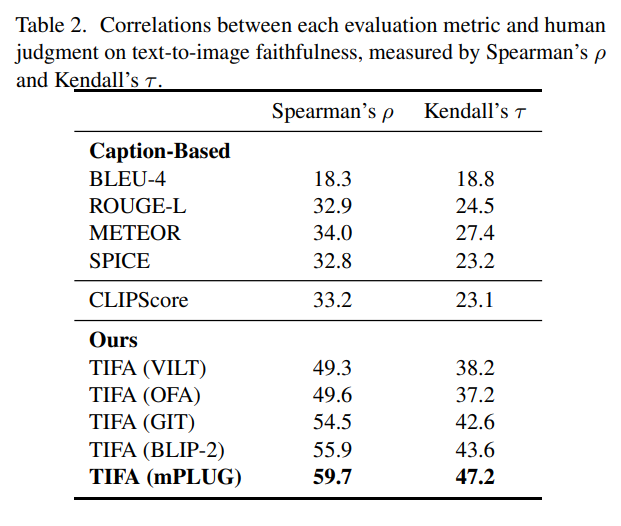 Table 2. Correlations between each evaluation metric and human
judgment on text-to-image faithfulness, measured by Spearman's ρ
and Kendall's τ.
Spearman's ρ Kendall's τ
Caption-Based
BLEU-4 18.3 18.8
ROUGE-L 32.9 24.5
METEOR 34.0 27.4
SPICE 32.8 23.2
CLIPScore 33.2 23.1
Ours
TIFA (VILT) 49.3 38.2
TIFA (OFA) 49.6 37.2
TIFA (GIT) 54.5 42.6
TIFA (BLIP-2) 55.9 43.6
TIFA (mPLUG) 59.7 47.2